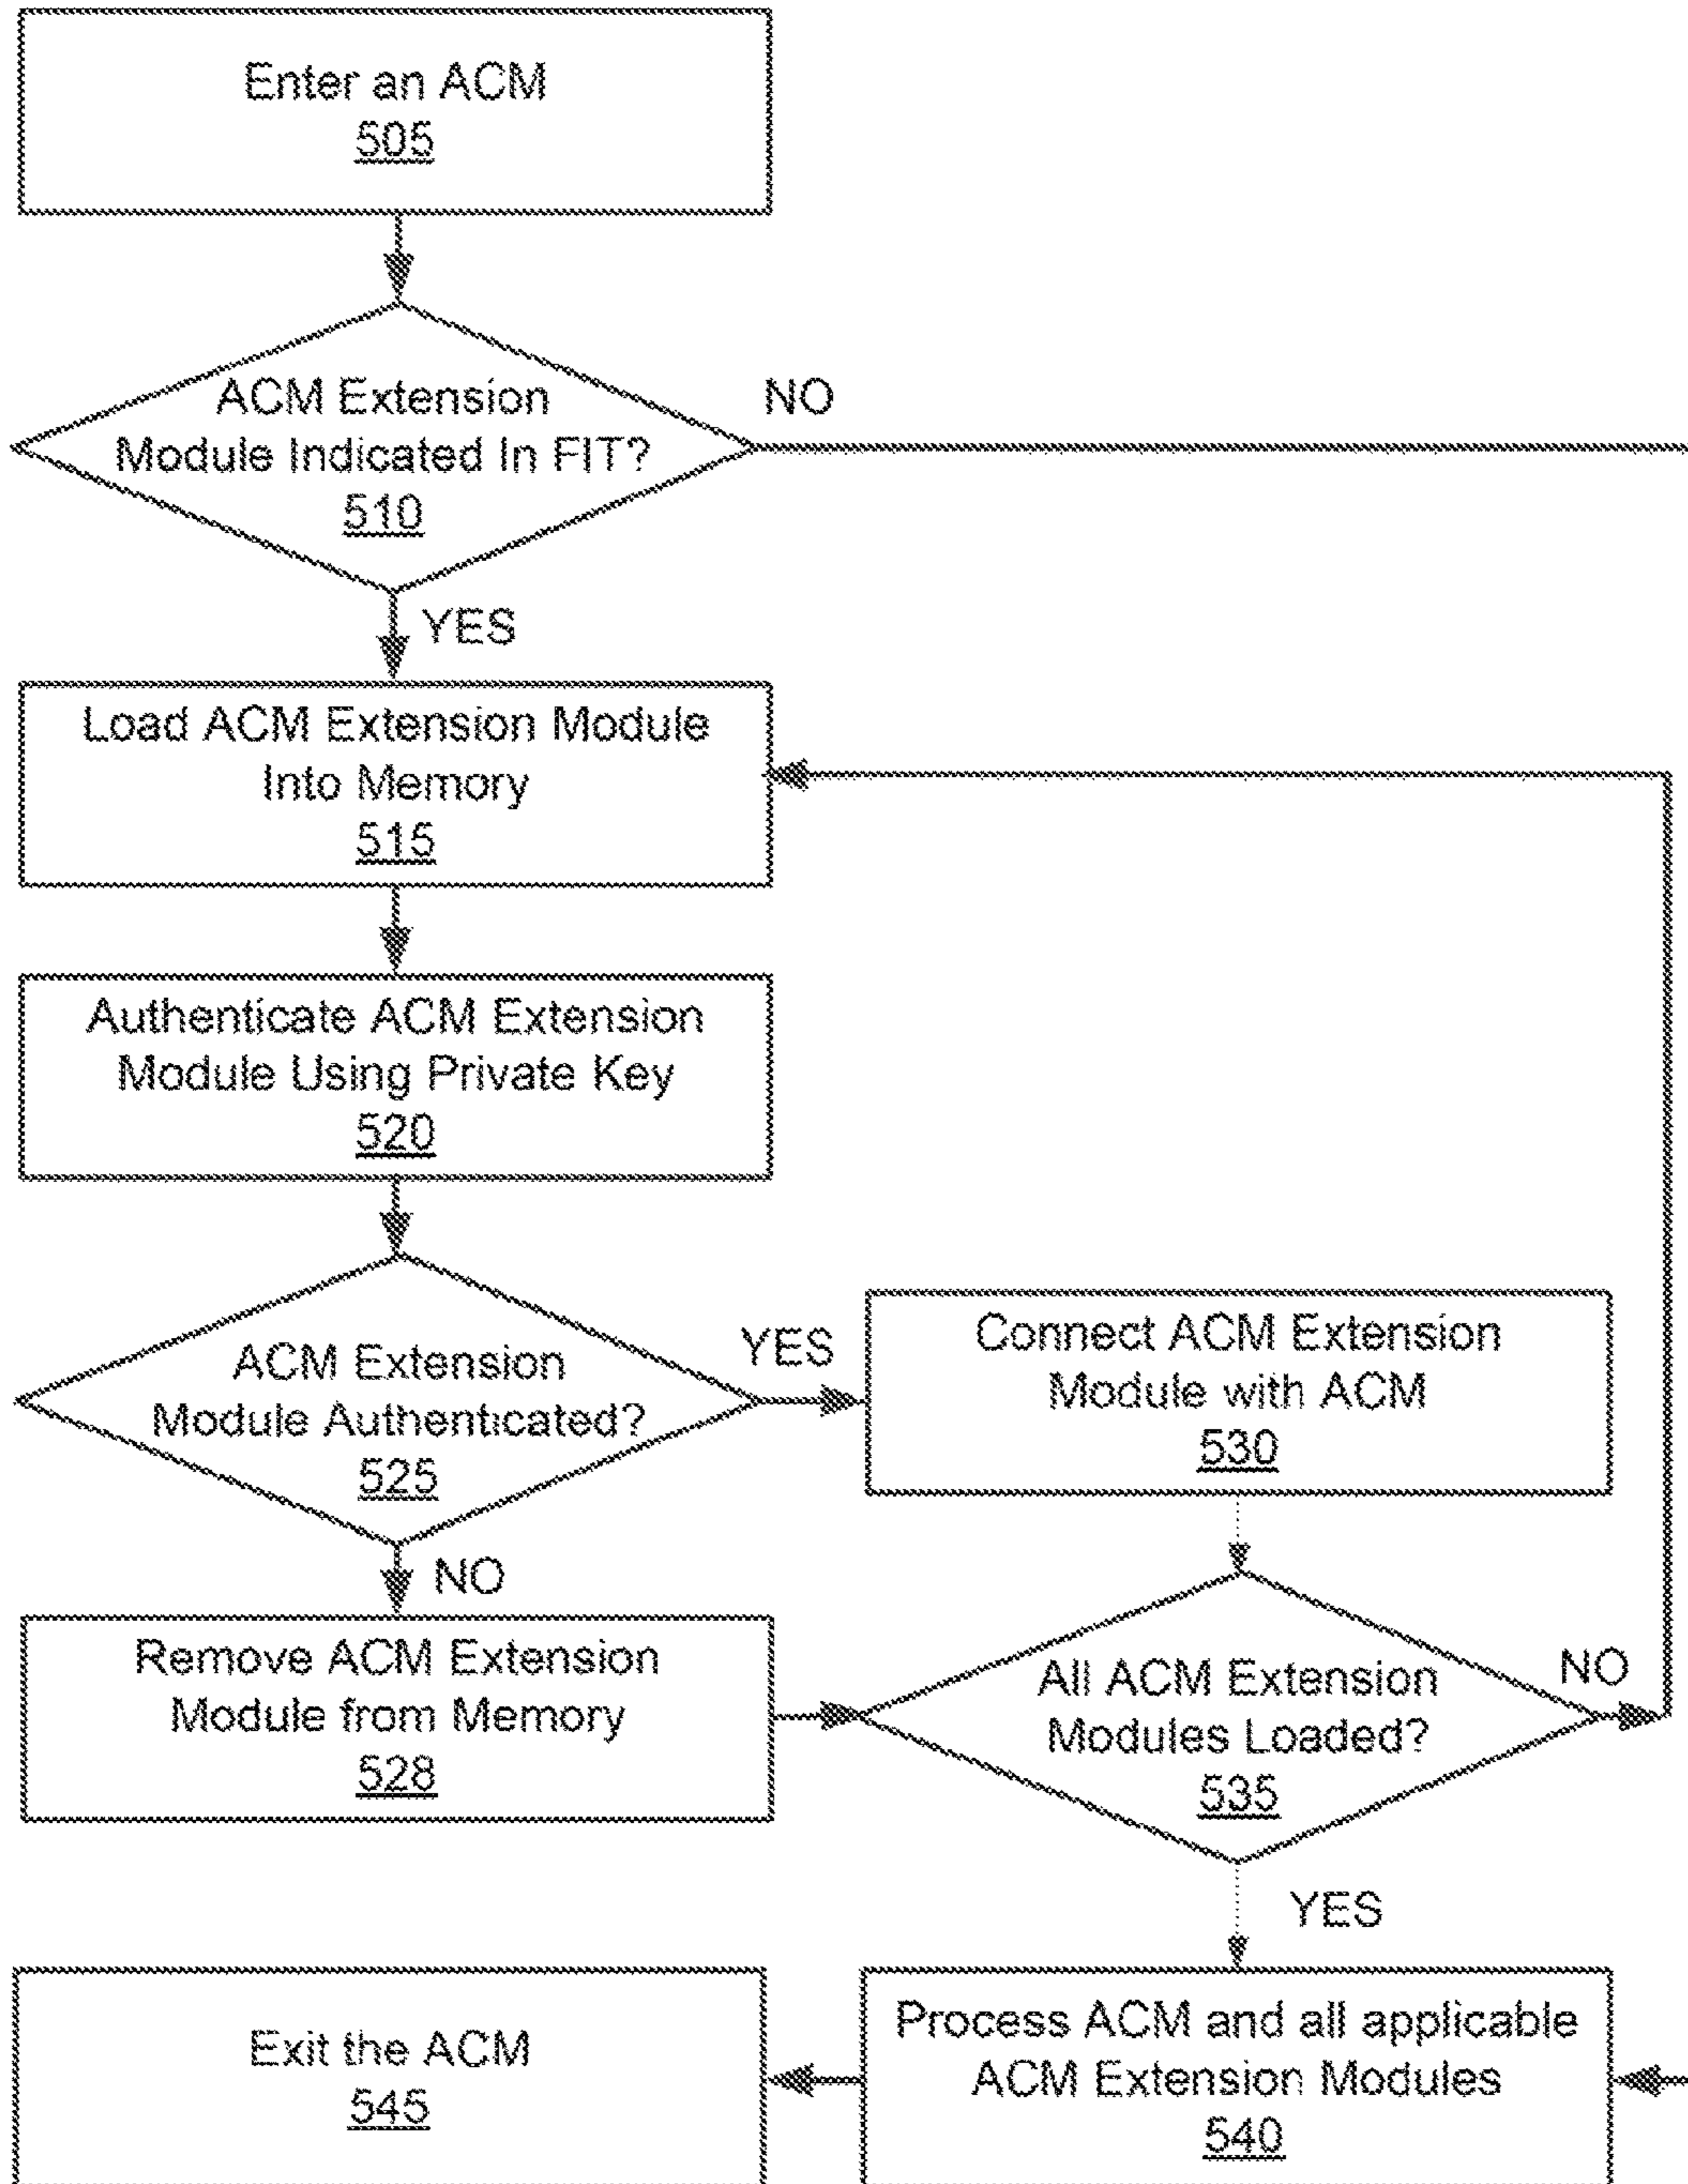 Enter an ACM
505
ACM Extension
Module Indicated In FIT?
510
NO
YES
Load ACM Extension Module
Into Memory
515
Authenticate ACM Extension
Module Using Private Key
520
ACM Extension
Module Authenticated?
525
YES
NO
Connect ACM Extension
Module with ACM
530
Remove ACM Extension
Module from Memory
528
All ACM Extension
Modules Loaded?
535
NO
YES
Process ACM and all applicable
ACM Extension Modules
540
Exit the ACM
545